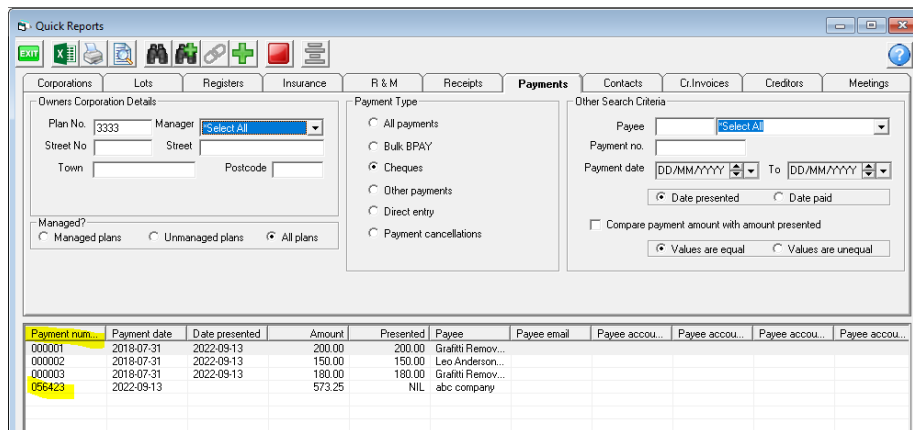 Quick Reports
EXIT
Corporations Lots Registers Insurance R & M Receipts Payments Contacts Cr.Invoices Creditors Meetings
Owners Corporation Details Payment Type Other Search Criteria
Plan No. 3333 Manager *Select All All payments Payee *Select All
Street No Street Bulk BPAY Payment no.
Town Postcode Cheques Payment date DD/MM/YYYY To DD/MM/YYYY
Other payments Date presented Date paid
Managed? Direct entry
Managed plans Unmanaged plans All plans Payment cancellations Compare payment amount with amount presented
Values are equal Values are unequal
Payment num... Payment date Date presented Amount Presented Payee Payee email Payee accou... Payee accou... Payee accou... Payee accou...
000001 2018-07-31 2022-09-13 200.00 200.00 Grafitti Remov...
000002 2018-07-31 2022-09-13 150.00 150.00 Leo Anderson...
000003 2018-07-31 2022-09-13 180.00 180.00 Grafitti Remov...
056423 2022-09-13 573.25 NIL abc company